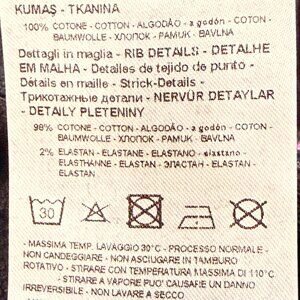 KUMAŞ - TKANINA
100% COTONE - COTTON - ALGODÃO - a godón - COTON -
BAUMWOLLE - ХЛОПОК - PAMUK - BAVLNA
Dettagli in maglia - RIB DETAILS - DETALHE
EM MALHA - Detalles de tejido de punto -
Détails en maille - Strick-Details -
Трикотажные детали - NERVÜR DETAYLAR
- DETAILY PLETENINY
98% COTONE - COTTON - ALGODÃO - a godón - COTON -
BAUMWOLLE - ХЛОПОК - PAMUK - BAVLNA
2% ELASTAN - ELASTANE - ELASTANO - elastano -
ELASTHANNE - ELASTAN - ЭЛАСТАН - ELASTAN -
ELASTAN
30
- MASSIMA TEMP. LAVAGGIO 30°C - PROCESSO NORMALE -
NON CANDEGGIARE - NON ASCIUGARE IN TAMBURO
ROTATIVO - STIRARE CON TEMPERATURA MASSIMA DI 110°C
- STIRARE A VAPORE PUO' CAUSARE UN DANNO
IRREVERSIBILE - NON LAVARE A SECCO